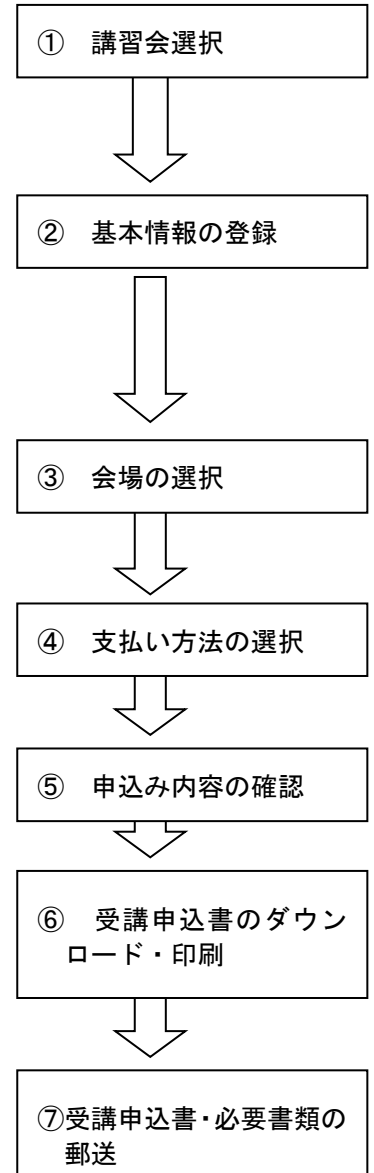 ① 講習会選択
② 基本情報の登録
③ 会場の選択
④ 支払い方法の選択
⑤ 申込み内容の確認
⑥ 受講申込書のダウン
ロード・印刷
⑦受講申込書・必要書類の
郵送